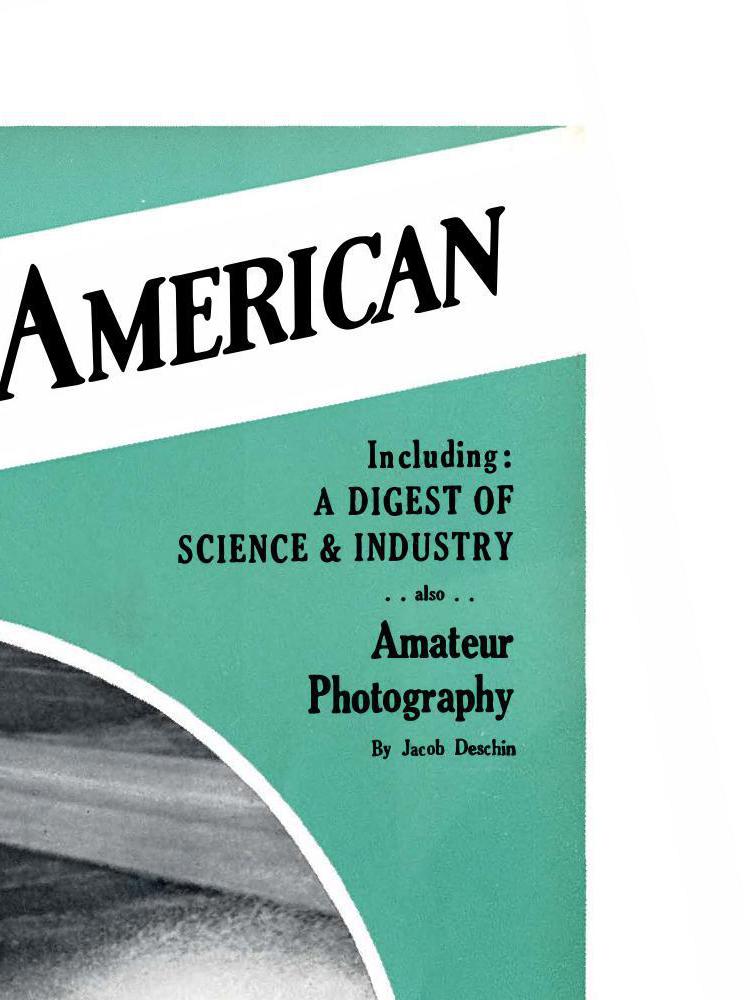 AMERICAN
Including:
A DIGEST OF
SCIENCE & INDUSTRY
. . also . .
Amateur
Photography
By Jacob Deschin